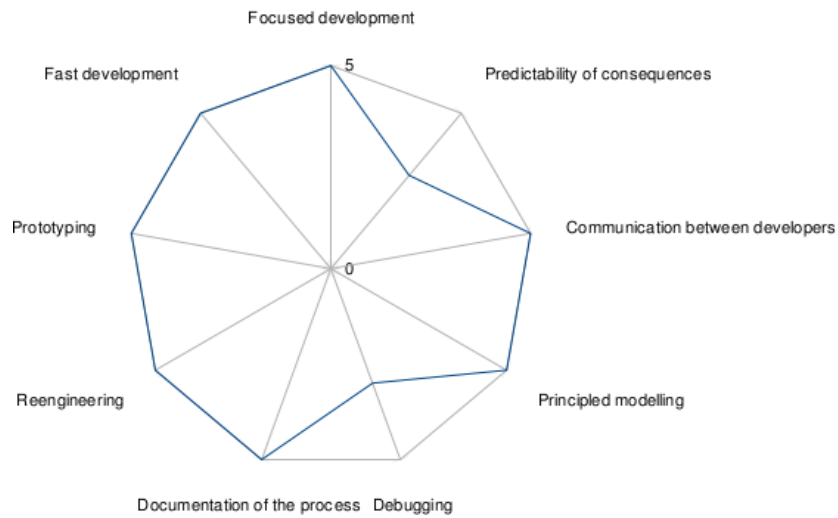 Focused development
5
Fast development
Predictability of consequences
Prototyping
Communication between developers
0
Reengineering
Principled modelling
Documentation of the process
Debugging